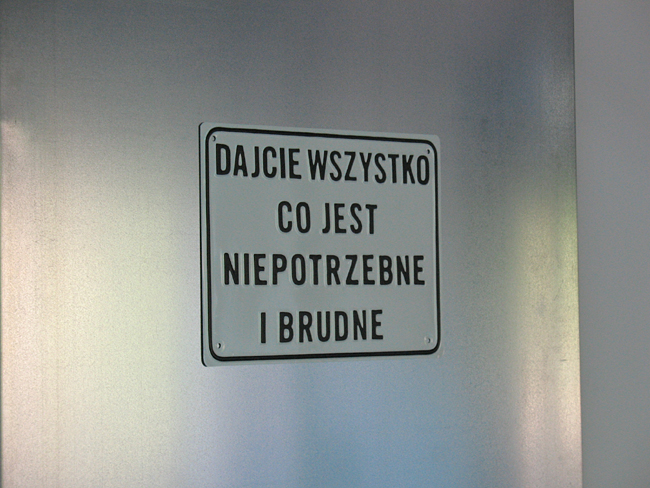 DAJCIE WSZYSTKO
CO JEST
NIEPOTRZEBNE
I BRUDNE